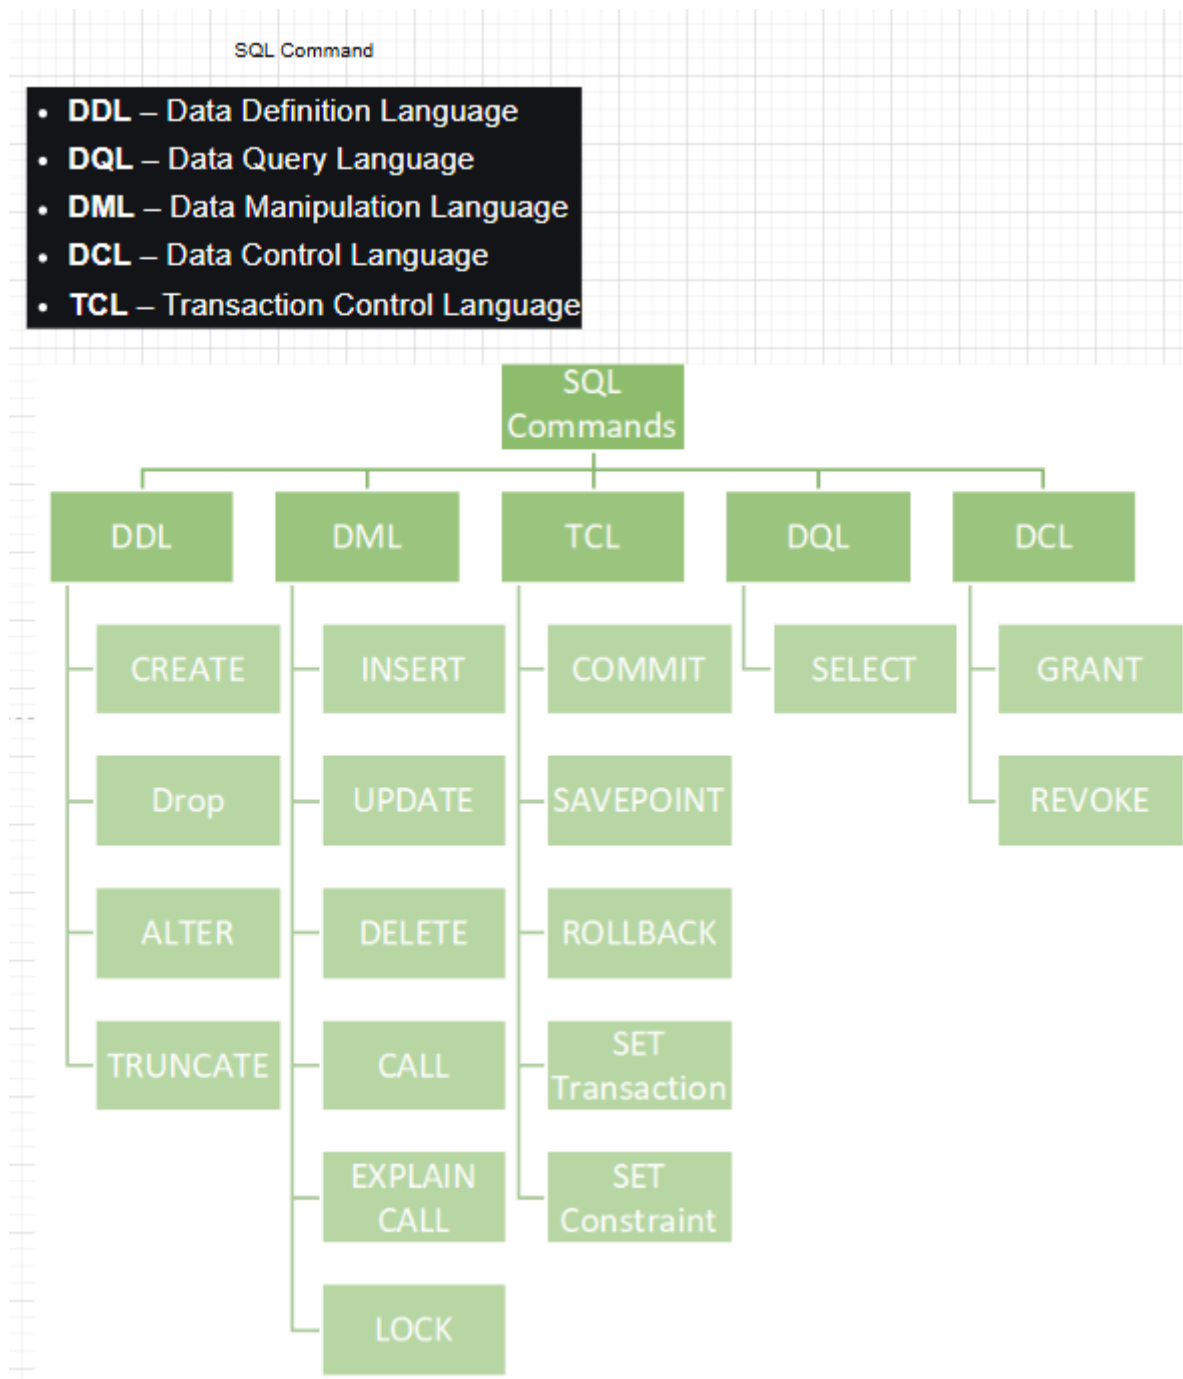 SQL Command
• DDL – Data Definition Language
• DQL – Data Query Language
• DML – Data Manipulation Language
• DCL – Data Control Language
• TCL – Transaction Control Language
SQL
Commands
DDL
DML
TCL
DQL
DCL
CREATE
INSERT
COMMIT
SELECT
GRANT
Drop
UPDATE
SAVEPOINT
REVOKE
ALTER
DELETE
ROLLBACK
TRUNCATE
CALL
SET
Transaction
EXPLAIN
CALL
SET
Constraint
LOCK